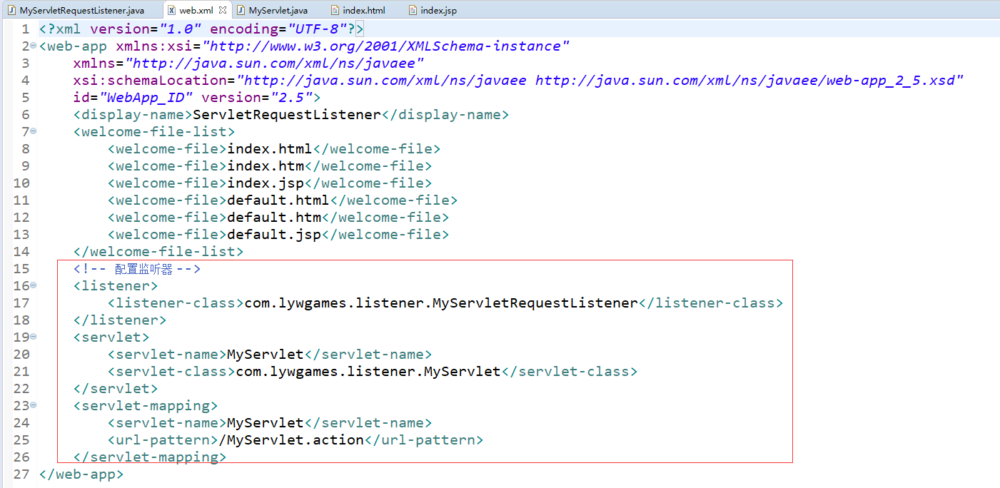 MyServletRequestListener.java web.xml MyServlet.java index.html index.jsp
1 <?xml version="1.0" encoding="UTF-8"?>
2 <web-app xmlns:xsi="http://www.w3.org/2001/XMLSchema-instance"
3 xmlns="http://java.sun.com/xml/ns/javaee"
4 xsi:schemaLocation="http://java.sun.com/xml/ns/javaee http://java.sun.com/xml/ns/javaee/web-app_2_5.xsd"
5 id="WebApp_ID" version="2.5">
6 <display-name>ServletRequestListener</display-name>
7 <welcome-file-list>
8 <welcome-file>index.html</welcome-file>
9 <welcome-file>index.htm</welcome-file>
10 <welcome-file>index.jsp</welcome-file>
11 <welcome-file>default.html</welcome-file>
12 <welcome-file>default.htm</welcome-file>
13 <welcome-file>default.jsp</welcome-file>
14 </welcome-file-list>
15 <!-- 配置监听器 -->
16 <listener>
17 <listener-class>com.lywgames.listener.MyServletRequestListener</listener-class>
18 </listener>
19 <servlet>
20 <servlet-name>MyServlet</servlet-name>
21 <servlet-class>com.lywgames.listener.MyServlet</servlet-class>
22 </servlet>
23 <servlet-mapping>
24 <servlet-name>MyServlet</servlet-name>
25 <url-pattern>/MyServlet.action</url-pattern>
26 </servlet-mapping>
27 </web-app>